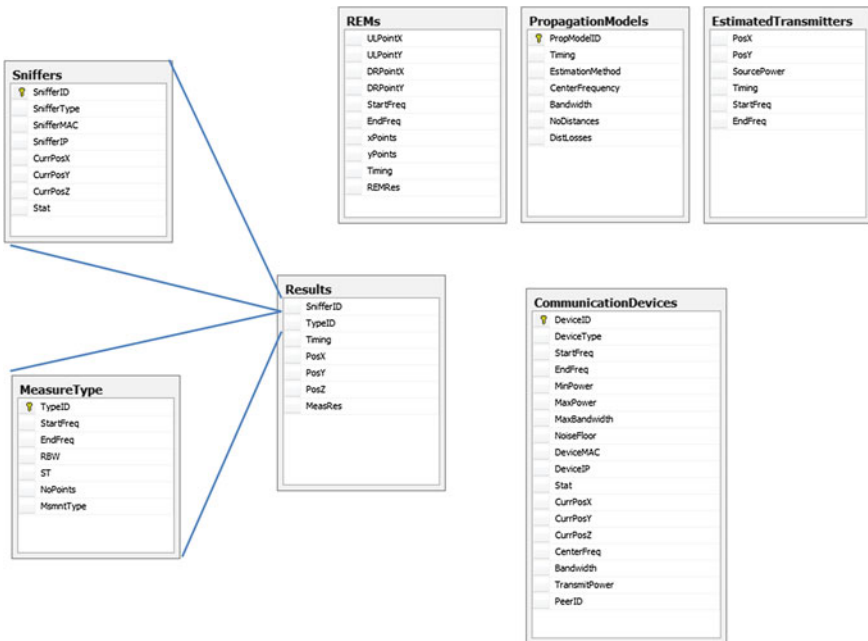 Sniffers
SnifferID
SnifferType
SnifferMAC
SnifferIP
CurrPosX
CurrPosY
CurrPosZ
Stat
MeasureType
TypeID
StartFreq
EndFreq
RBW
ST
NoPoints
MsmntType
REMs
ULPointX
ULPointY
DRPointX
DRPointY
StartFreq
EndFreq
xPoints
yPoints
Timing
REMRes
Results
SnifferID
TypeID
Timing
PosX
PosY
PosZ
MeasRes
PropagationModels
PropModelID
Timing
EstimationMethod
CenterFrequency
Bandwidth
NoDistances
DistLosses
EstimatedTransmitters
PosX
PosY
SourcePower
Timing
StartFreq
EndFreq
CommunicationDevices
DeviceID
DeviceType
StartFreq
EndFreq
MinPower
MaxPower
MaxBandwidth
NoiseFloor
DeviceMAC
DeviceIP
Stat
CurrPosX
CurrPosY
CurrPosZ
CenterFreq
Bandwidth
TransmitPower
PeerID